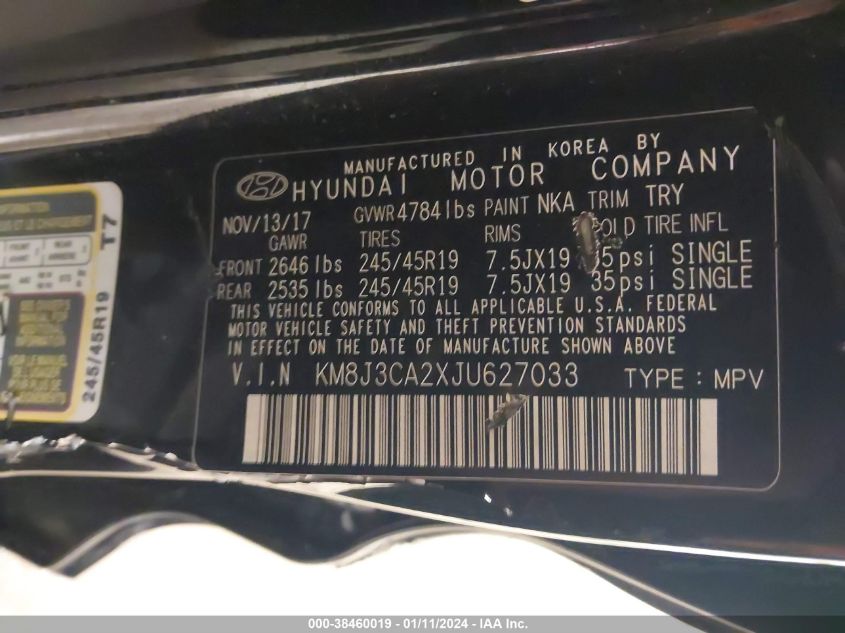 MANUFACTURED IN KOREA BY
HYUNDAI MOTOR COMPANY
NOV/13/17 GVWR 4784 lbs PAINT NKA TRIM TRY
GAWR TIRES RIMS COLD TIRE INFL
FRONT 2646 lbs 245/45R19 7.5JX19 35psi SINGLE
REAR 2535 lbs 245/45R19 7.5JX19 35psi SINGLE
THIS VEHICLE CONFORMS TO ALL APPLICABLE U.S.A. FEDERAL
MOTOR VEHICLE SAFETY AND THEFT PREVENTION STANDARDS
IN EFFECT ON THE DATE OF MANUFACTURE SHOWN ABOVE
V.I.N KM8J3CA2XJU627033 TYPE : MPV
T7
245/45R19
000-38460019 - 01/11/2024 - IAA Inc.